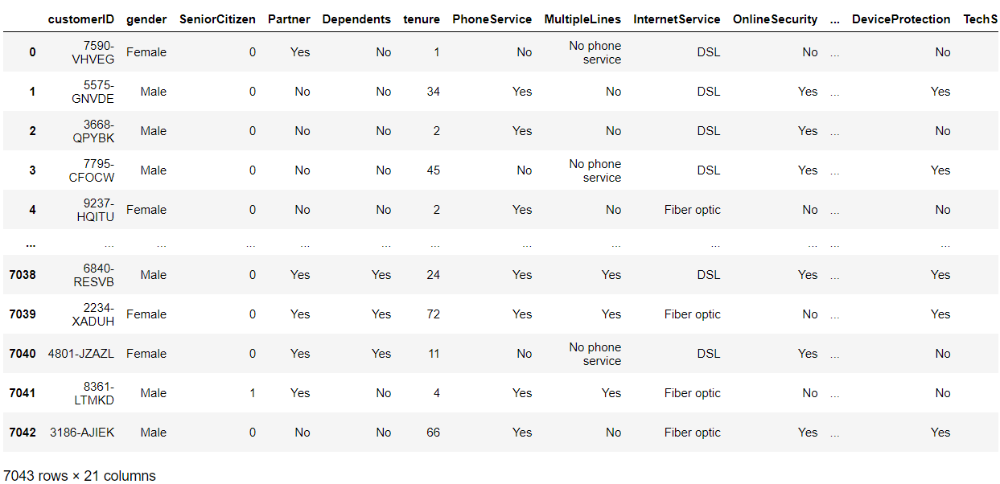 customerID gender SeniorCitizen Partner Dependents tenure PhoneService MultipleLines InternetService OnlineSecurity ... DeviceProtection TechS
0 7590-VHVEG Female 0 Yes No 1 No No phone service DSL No ... No
1 5575-GNVDE Male 0 No No 34 Yes No DSL Yes ... Yes
2 3668-QPYBK Male 0 No No 2 Yes No DSL Yes ... No
3 7795-CFOCW Male 0 No No 45 No No phone service DSL Yes ... Yes
4 9237-HQITU Female 0 No No 2 Yes No Fiber optic No ... No
... ... ... ... ... ... ... ... ... ... ... ... ...
7038 6840-RESVB Male 0 Yes Yes 24 Yes Yes DSL Yes ... Yes
7039 2234-XADUH Female 0 Yes Yes 72 Yes Yes Fiber optic No ... Yes
7040 4801-JZAZL Female 0 Yes Yes 11 No No phone service DSL Yes ... No
7041 8361-LTMKD Male 1 Yes No 4 Yes Yes Fiber optic No ... No
7042 3186-AJIEK Male 0 No No 66 Yes No Fiber optic Yes ... Yes
7043 rows × 21 columns